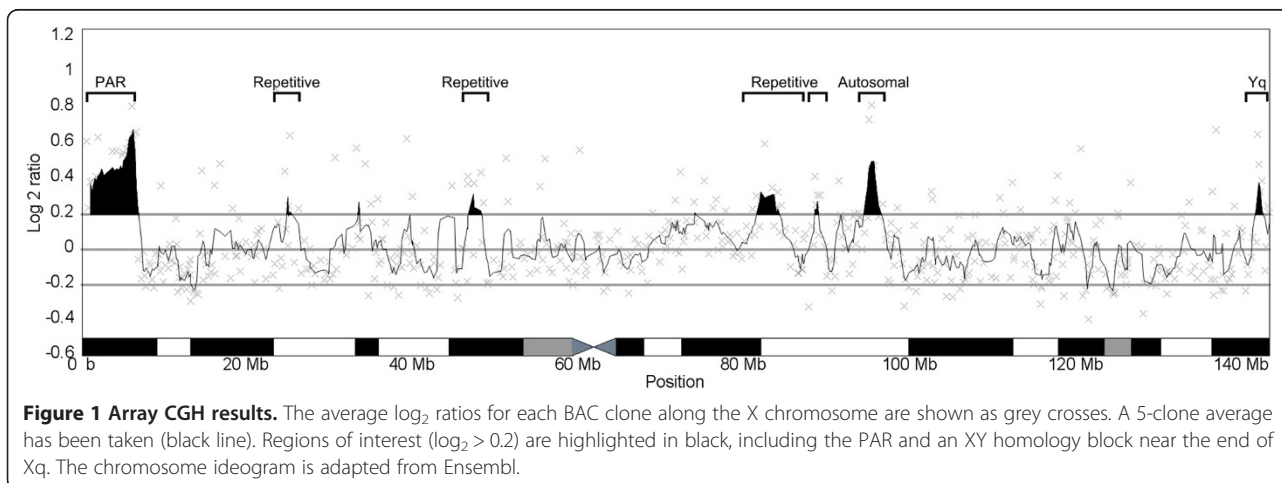 1.2
1
0.8
0.6
0.4
0.2
0
-0.2
-0.4
-0.6
Log 2 ratio
PAR
Repetitive
Repetitive
Repetitive
Autosomal
Yq
0 b
20 Mb
40 Mb
60 Mb
80 Mb
100 Mb
120 Mb
140 Mb
Position
Figure 1 Array CGH results. The average log₂ ratios for each BAC clone along the X chromosome are shown as grey crosses. A 5-clone average
has been taken (black line). Regions of interest (log₂ > 0.2) are highlighted in black, including the PAR and an XY homology block near the end of
Xq. The chromosome ideogram is adapted from Ensembl.